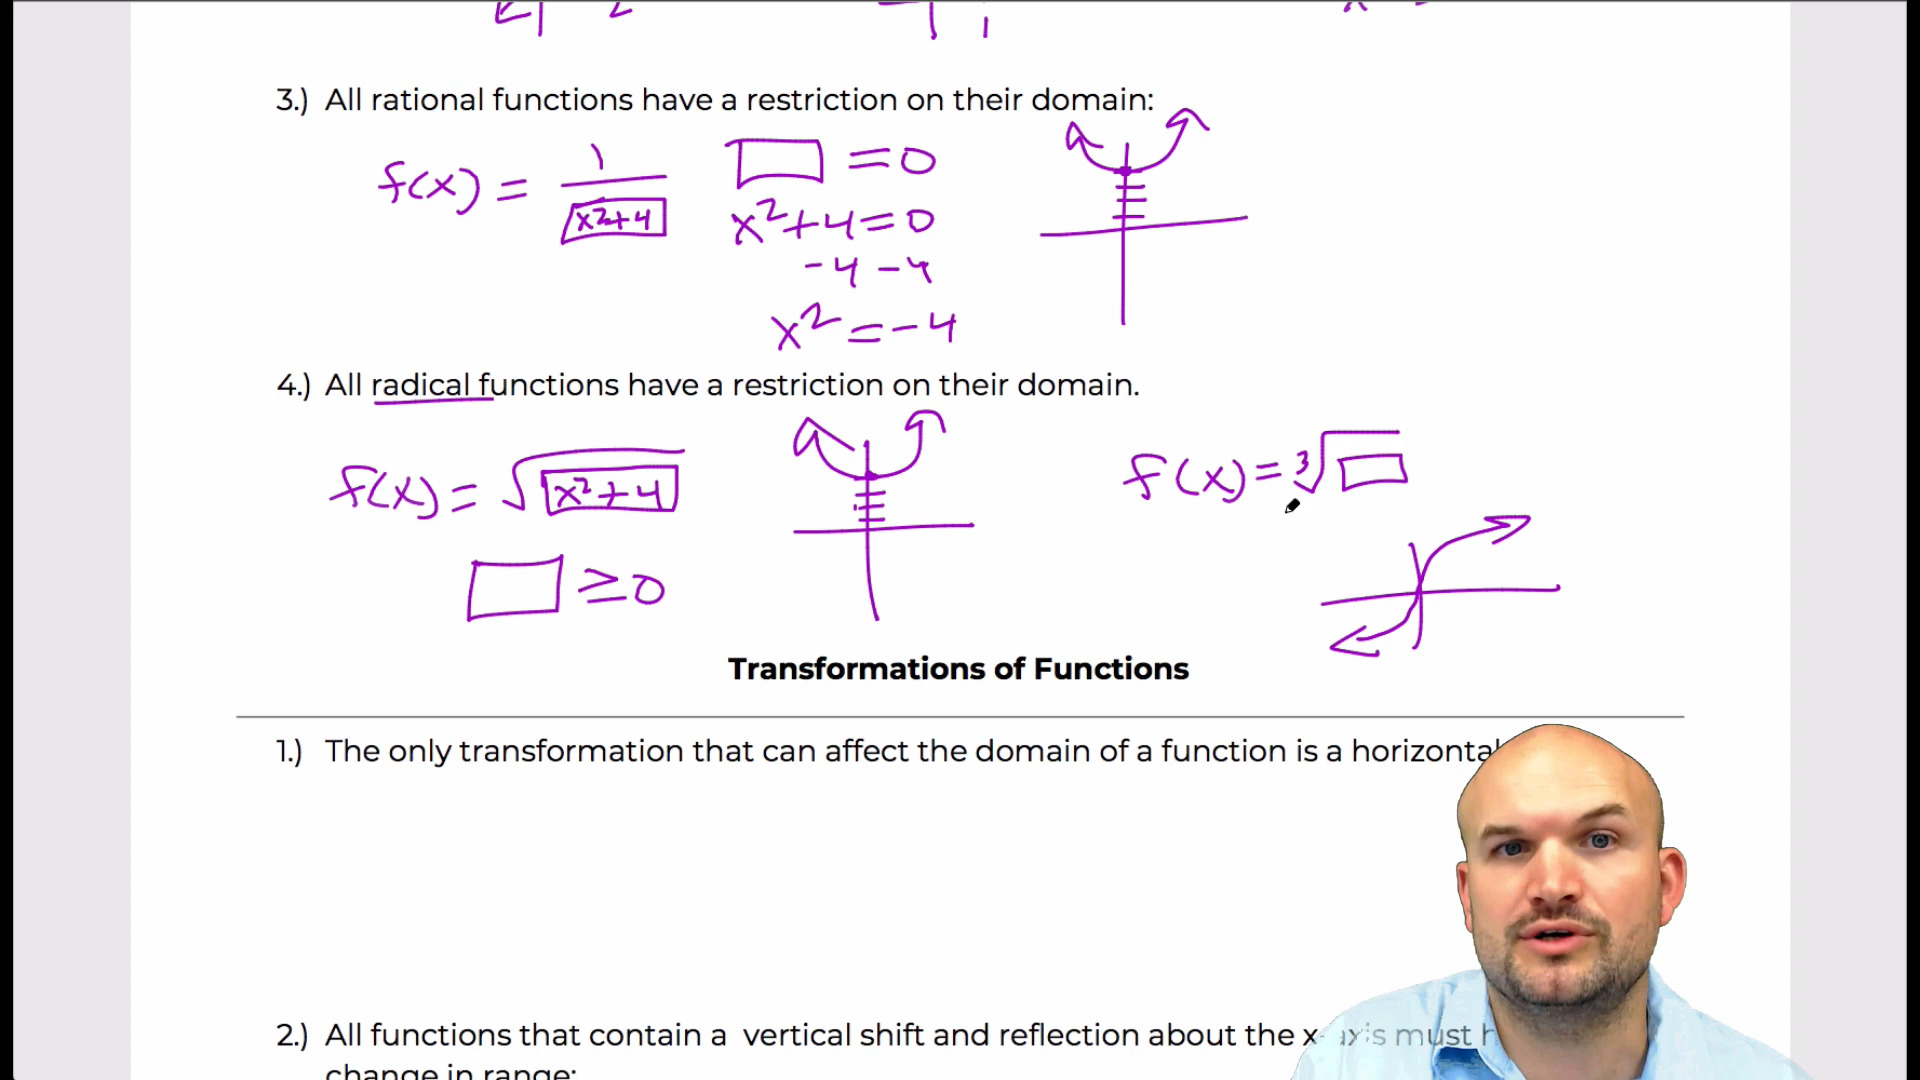 3.) All rational functions have a restriction on their domain:
f(x) = 1 / x²+4
= 0
x²+4=0
-4 -4
x² = -4
4.) All radical functions have a restriction on their domain.
f(x) = √x²+4
f(x) = ³√
≥0
Transformations of Functions
1.) The only transformation that can affect the domain of a function is a horizontal
2.) All functions that contain a vertical shift and reflection about the x-axis must
change in range: